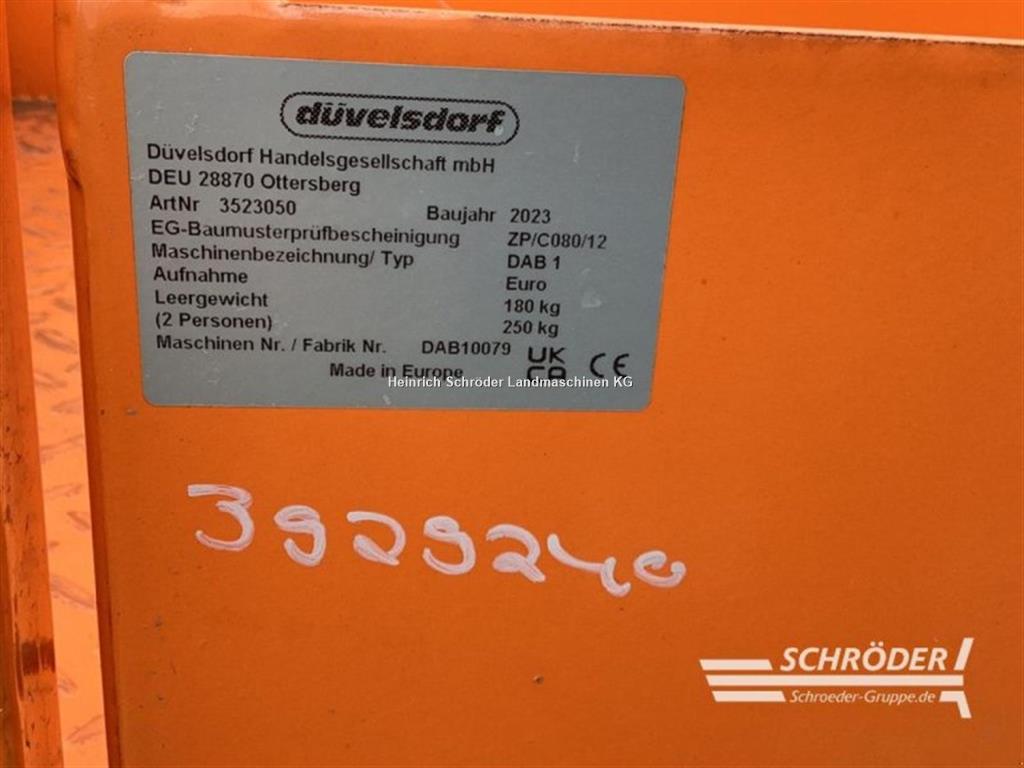 düvelsdorf
Düvelsdorf Handelsgesellschaft mbH
DEU 28870 Ottersberg
ArtNr 3523050 Baujahr 2023
EG-Baumusterprüfbescheinigung ZP/C080/12
Maschinenbezeichnung/ Typ DAB 1
Aufnahme Euro
Leergewicht 180 kg
(2 Personen) 250 kg
Maschinen Nr. / Fabrik Nr. DAB10079
UK
CA CE
Made in Europe
Heinrich Schröder Landmaschinen KG
3929240
SCHRÖDER
Schroeder-Gruppe.de